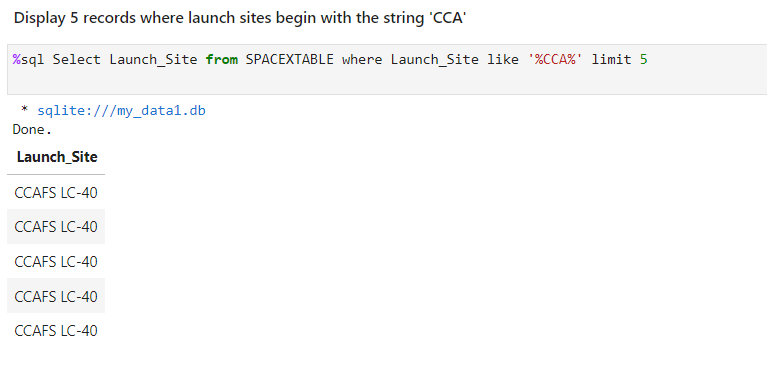 Display 5 records where launch sites begin with the string 'CCA'
%sql Select Launch_Site from SPACEXTABLE where Launch_Site like '%CCA%' limit 5
* sqlite:///my_data1.db
Done.
Launch_Site
CCAFS LC-40
CCAFS LC-40
CCAFS LC-40
CCAFS LC-40
CCAFS LC-40